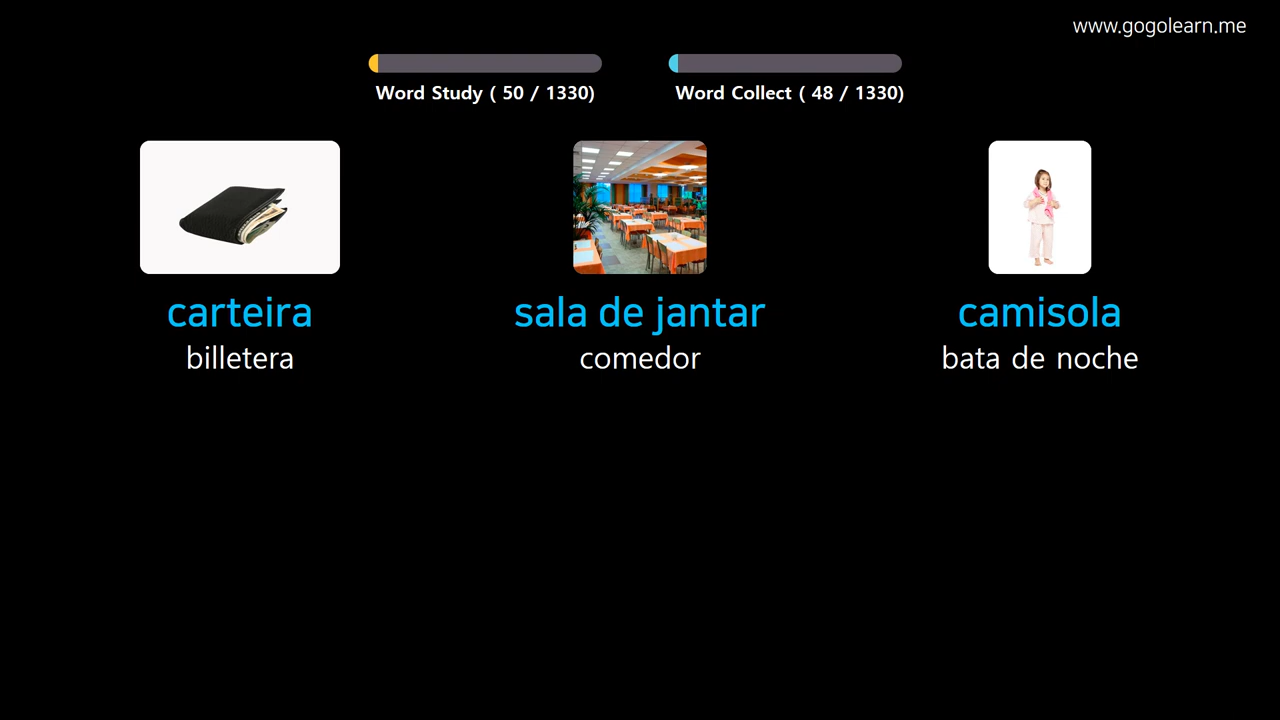 www.gogolearn.me
Word Study ( 50 / 1330)
Word Collect ( 48 / 1330)
carteira
billetera
sala de jantar
comedor
camisola
bata de noche